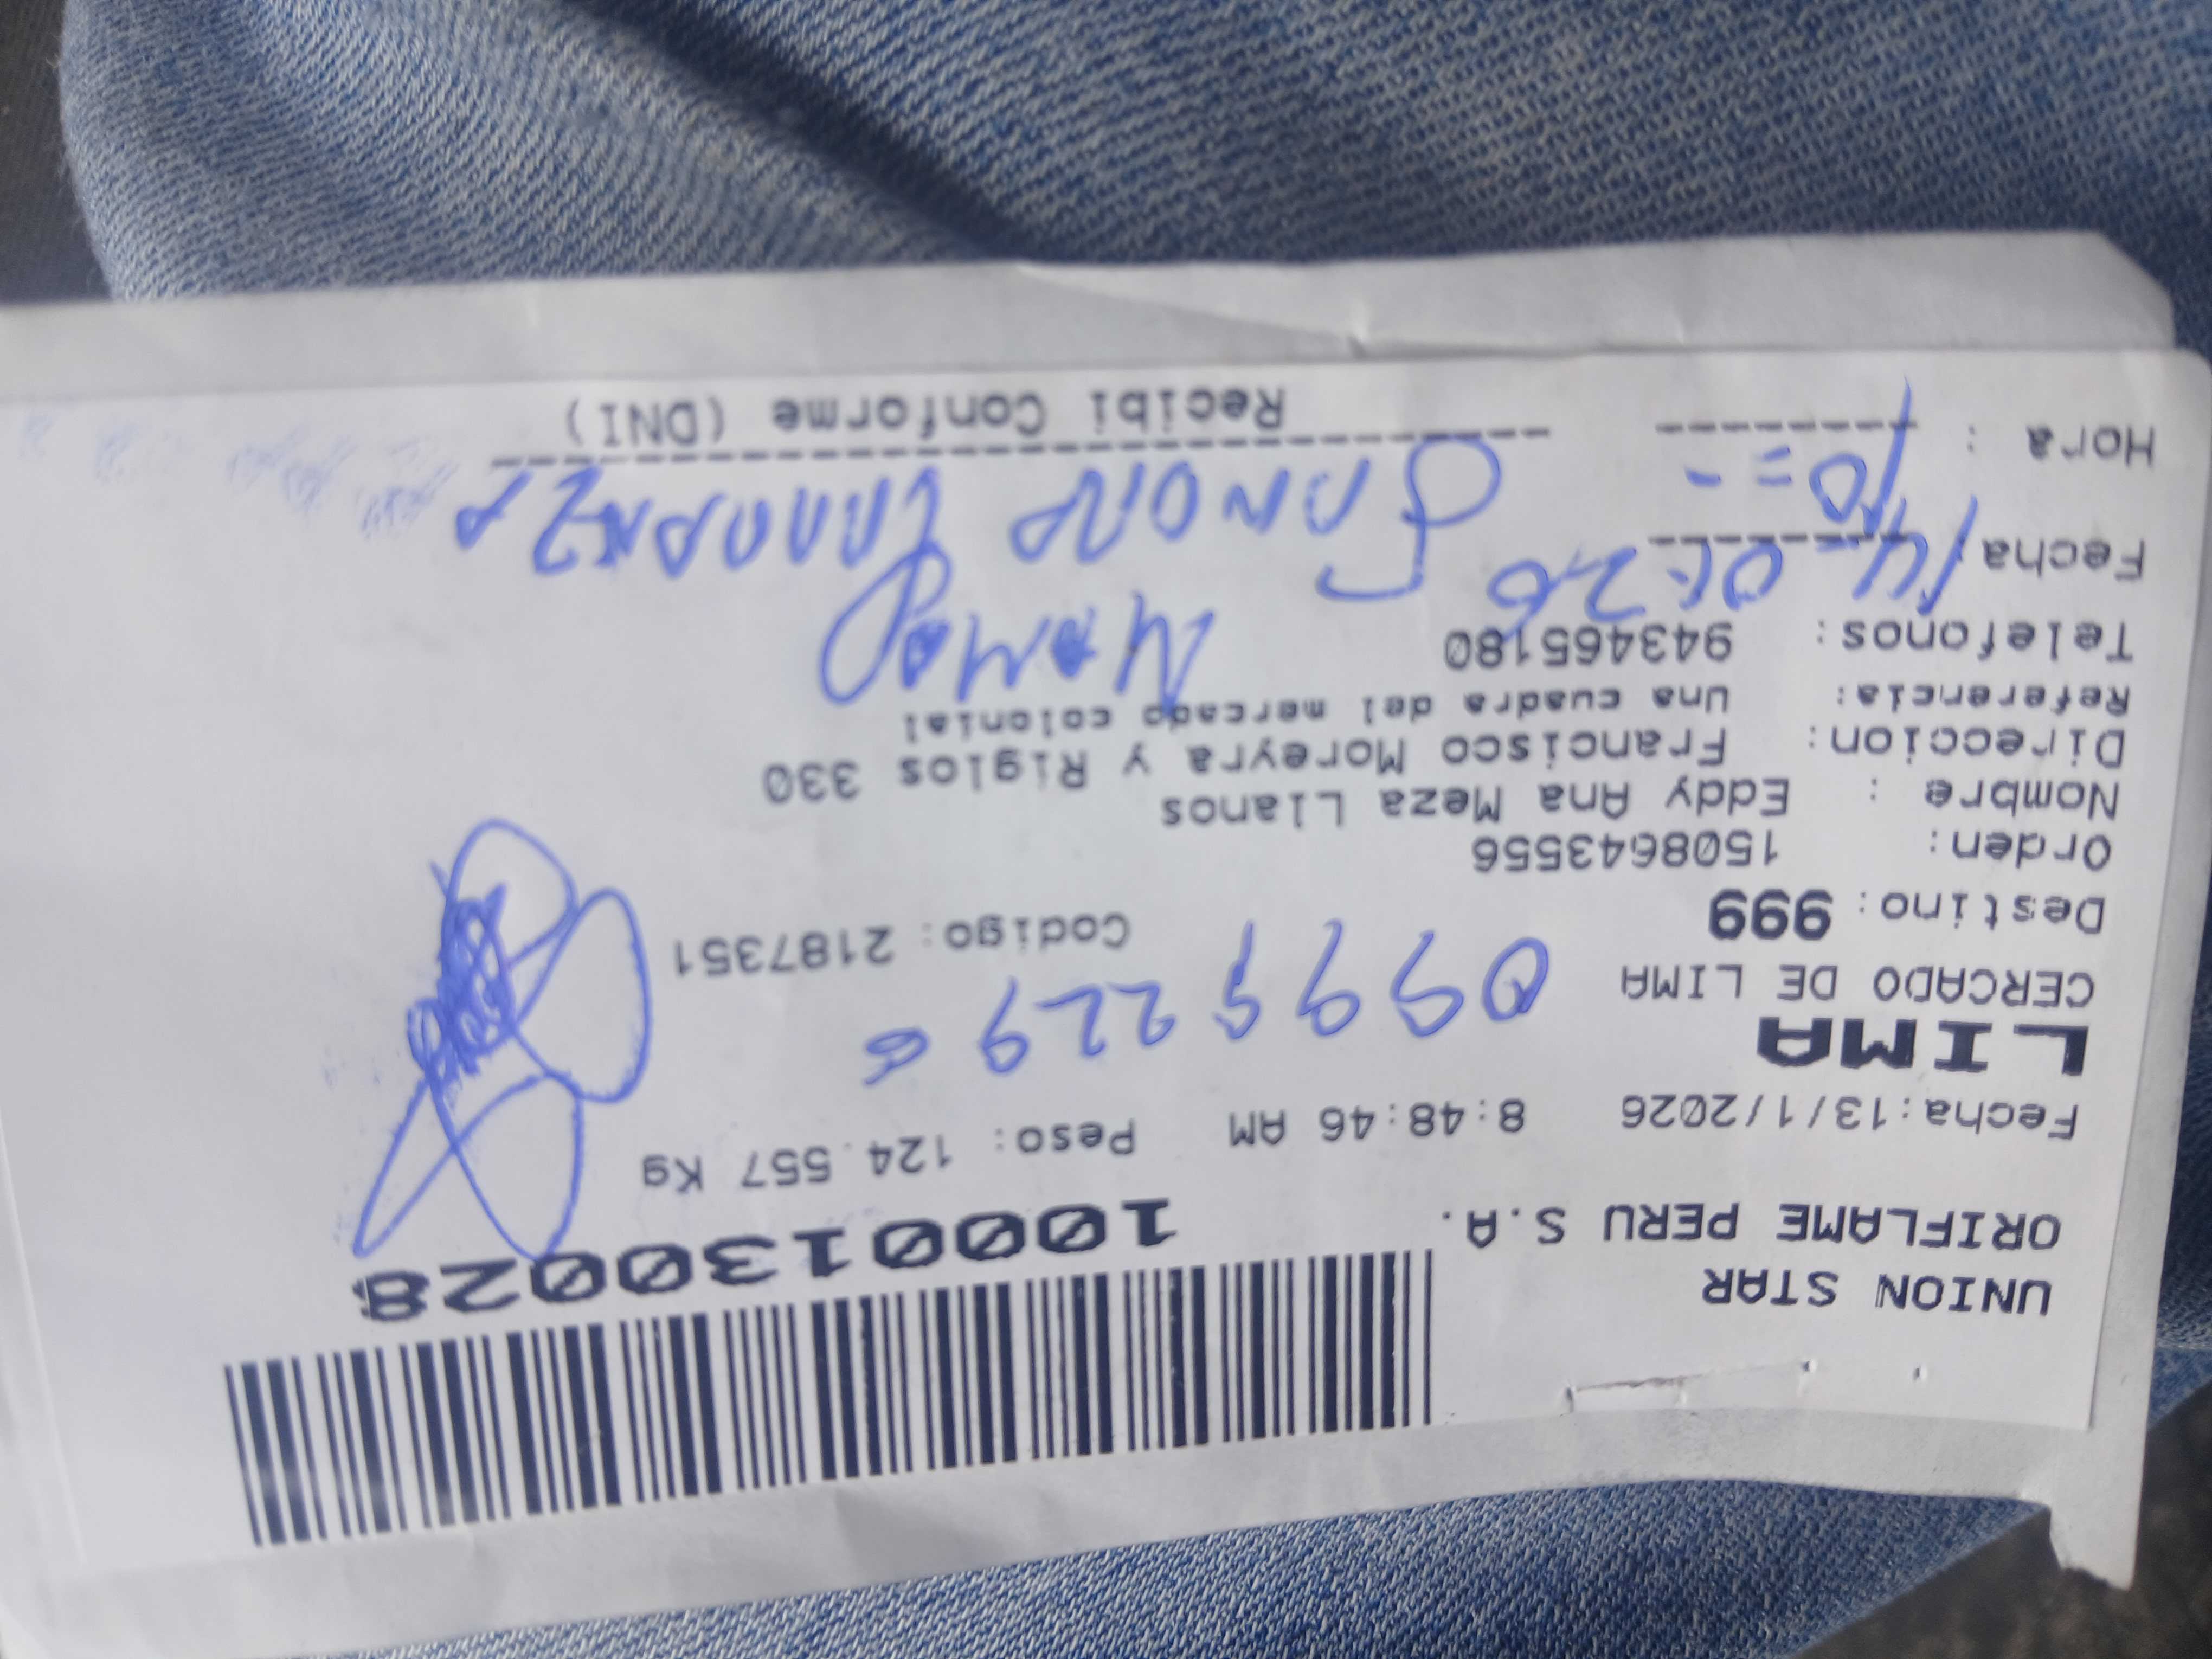 UNION STAR
ORIFLAME PERU S.A.
1000130028
Fecha:13/1/2026 8:48:46 AM Peso: 124.557 Kg
LIMA
CERCADO DE LIMA
09992296
Destino: 999 Codigo: 2187351
Orden: 1508643556
Nombre : Eddy Ana Meza Llanos
Direccion: Francisco Moreyra y Riglos 330
Referencia: Una cuadra del mercado colonial
Telefonos: 943465180
Fecha: 14-01-26
Hora : 10=-
Recibi Conforme (DNI)